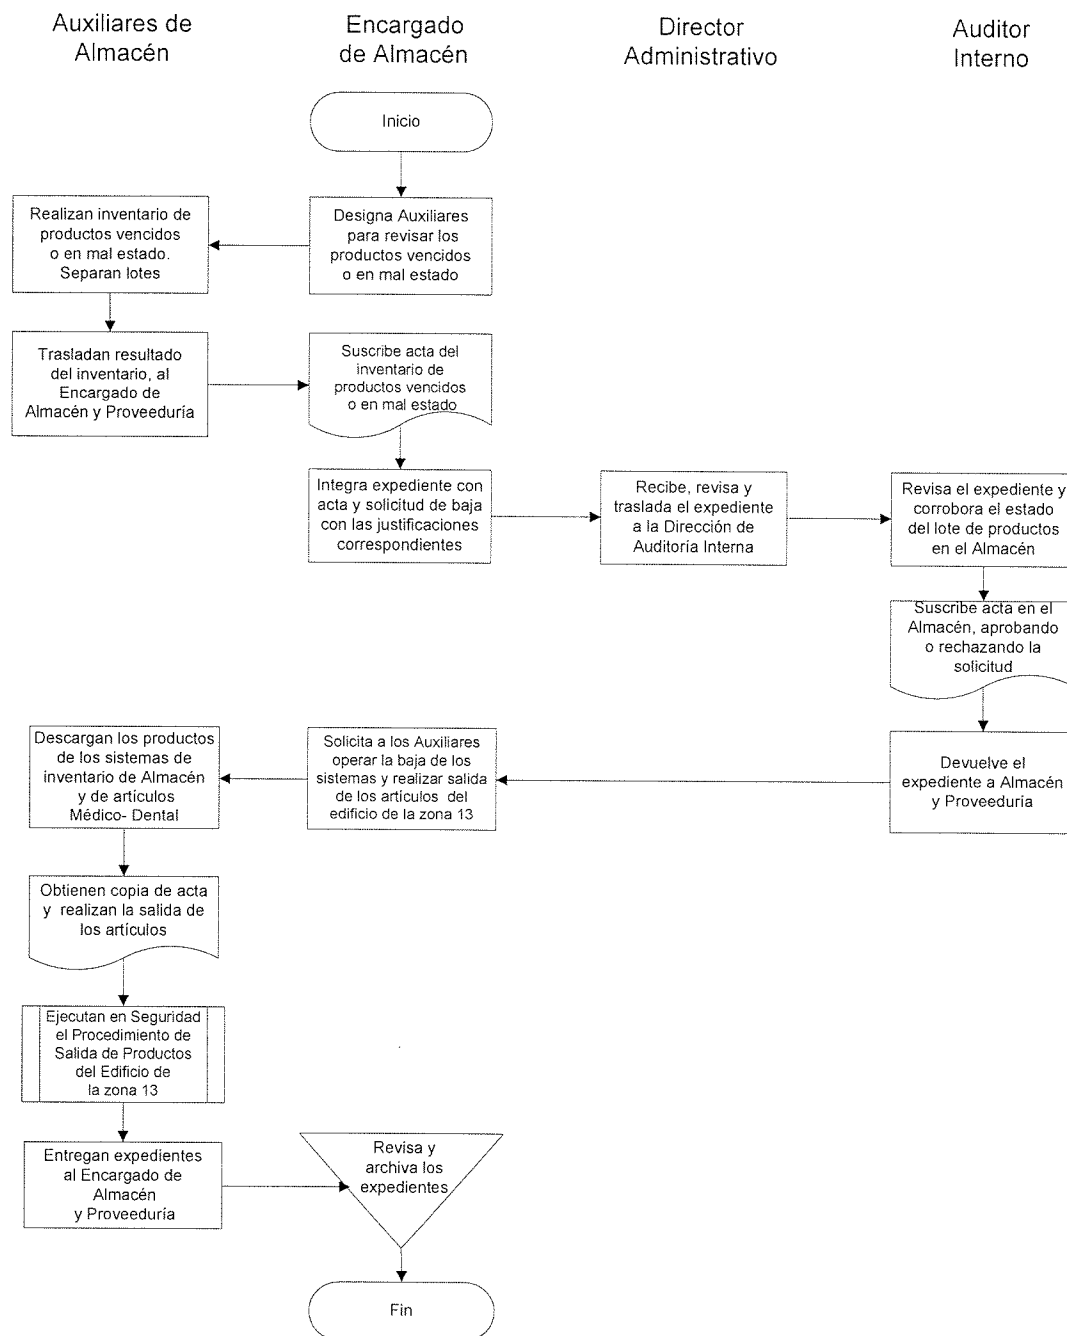 Auxiliares de
Almacén
Encargado
de Almacén
Director
Administrativo
Auditor
Interno
Inicio
Designa Auxiliares
para revisar los
productos vencidos
o en mal estado
Realizan inventario de
productos vencidos
o en mal estado.
Separan lotes
Trasladan resultado
del inventario, al
Encargado de
Almacén y Proveeduría
Suscribe acta del
inventario de
productos vencidos
o en mal estado
Integra expediente con
acta y solicitud de baja
con las justificaciones
correspondientes
Recibe, revisa y
traslada el expediente
a la Dirección de
Auditoría Interna
Revisa el expediente y
corrobora el estado
del lote de productos
en el Almacén
Suscribe acta en el
Almacén, aprobando
o rechazando la
solicitud
Devuelve el
expediente a Almacén
y Proveeduría
Solicita a los Auxiliares
operar la baja de los
sistemas y realizar salida
de los artículos del
edificio de la zona 13
Descargan los productos
de los sistemas de
inventario de Almacén
y de artículos
Médico- Dental
Obtienen copia de acta
y realizan la salida de
los artículos
Ejecutan en Seguridad
el Procedimiento de
Salida de Productos
del Edificio de
la zona 13
Entregan expedientes
al Encargado de
Almacén
y Proveeduría
Revisa y
archiva los
expedientes
Fin